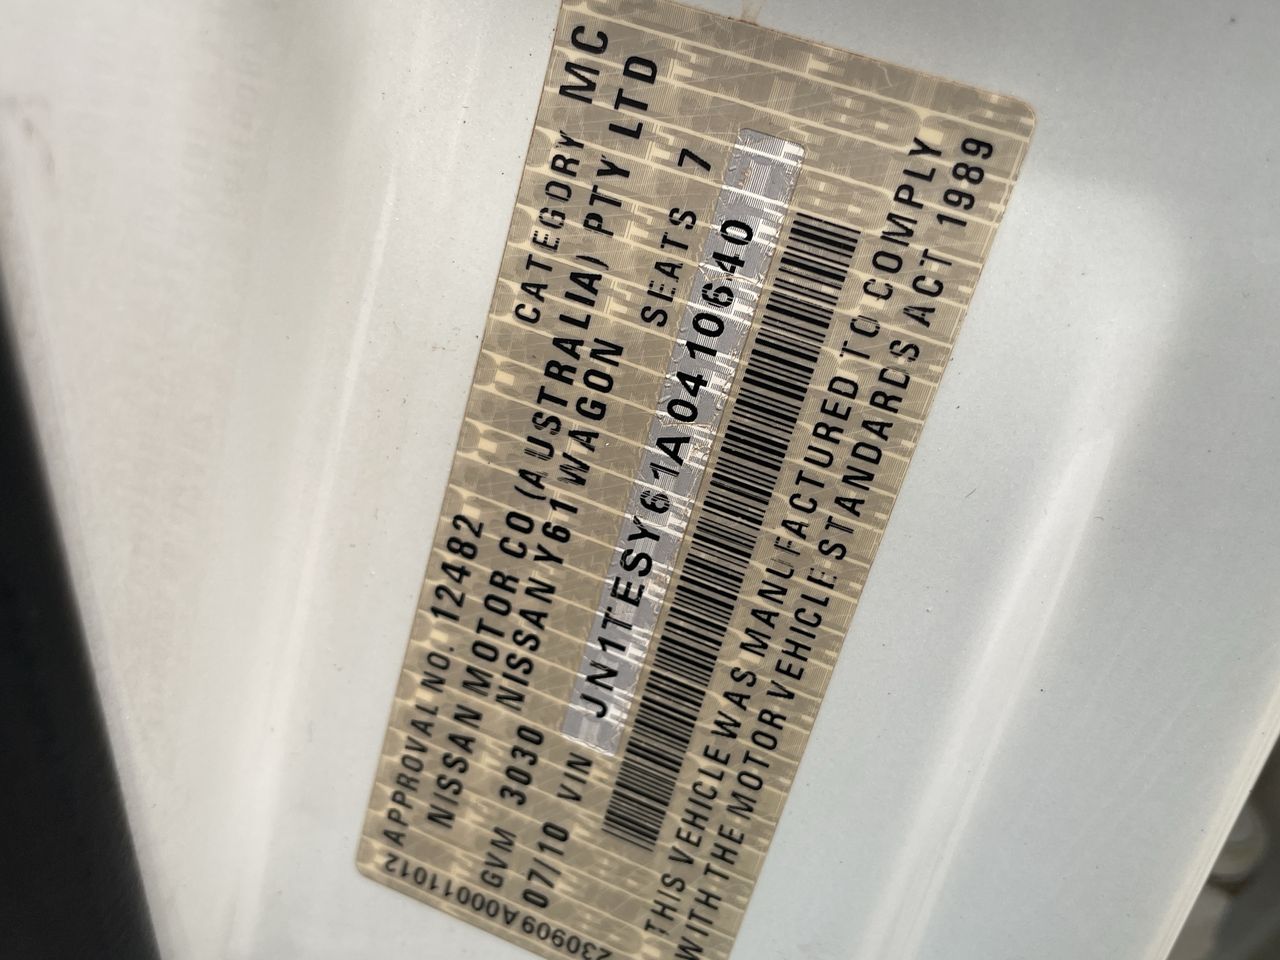 APPROVAL NO. 12482 CATEGORY MC
NISSAN MOTOR CO (AUSTRALIA) PTY LTD
GVM 3030 NISSAN Y61 WAGON SEATS 7
07/10 VIN JN1TESY61A0410640
THIS VEHICLE WAS MANUFACTURED TO COMPLY
WITH THE MOTOR VEHICLE STANDARDS ACT 1989
230909A00011012